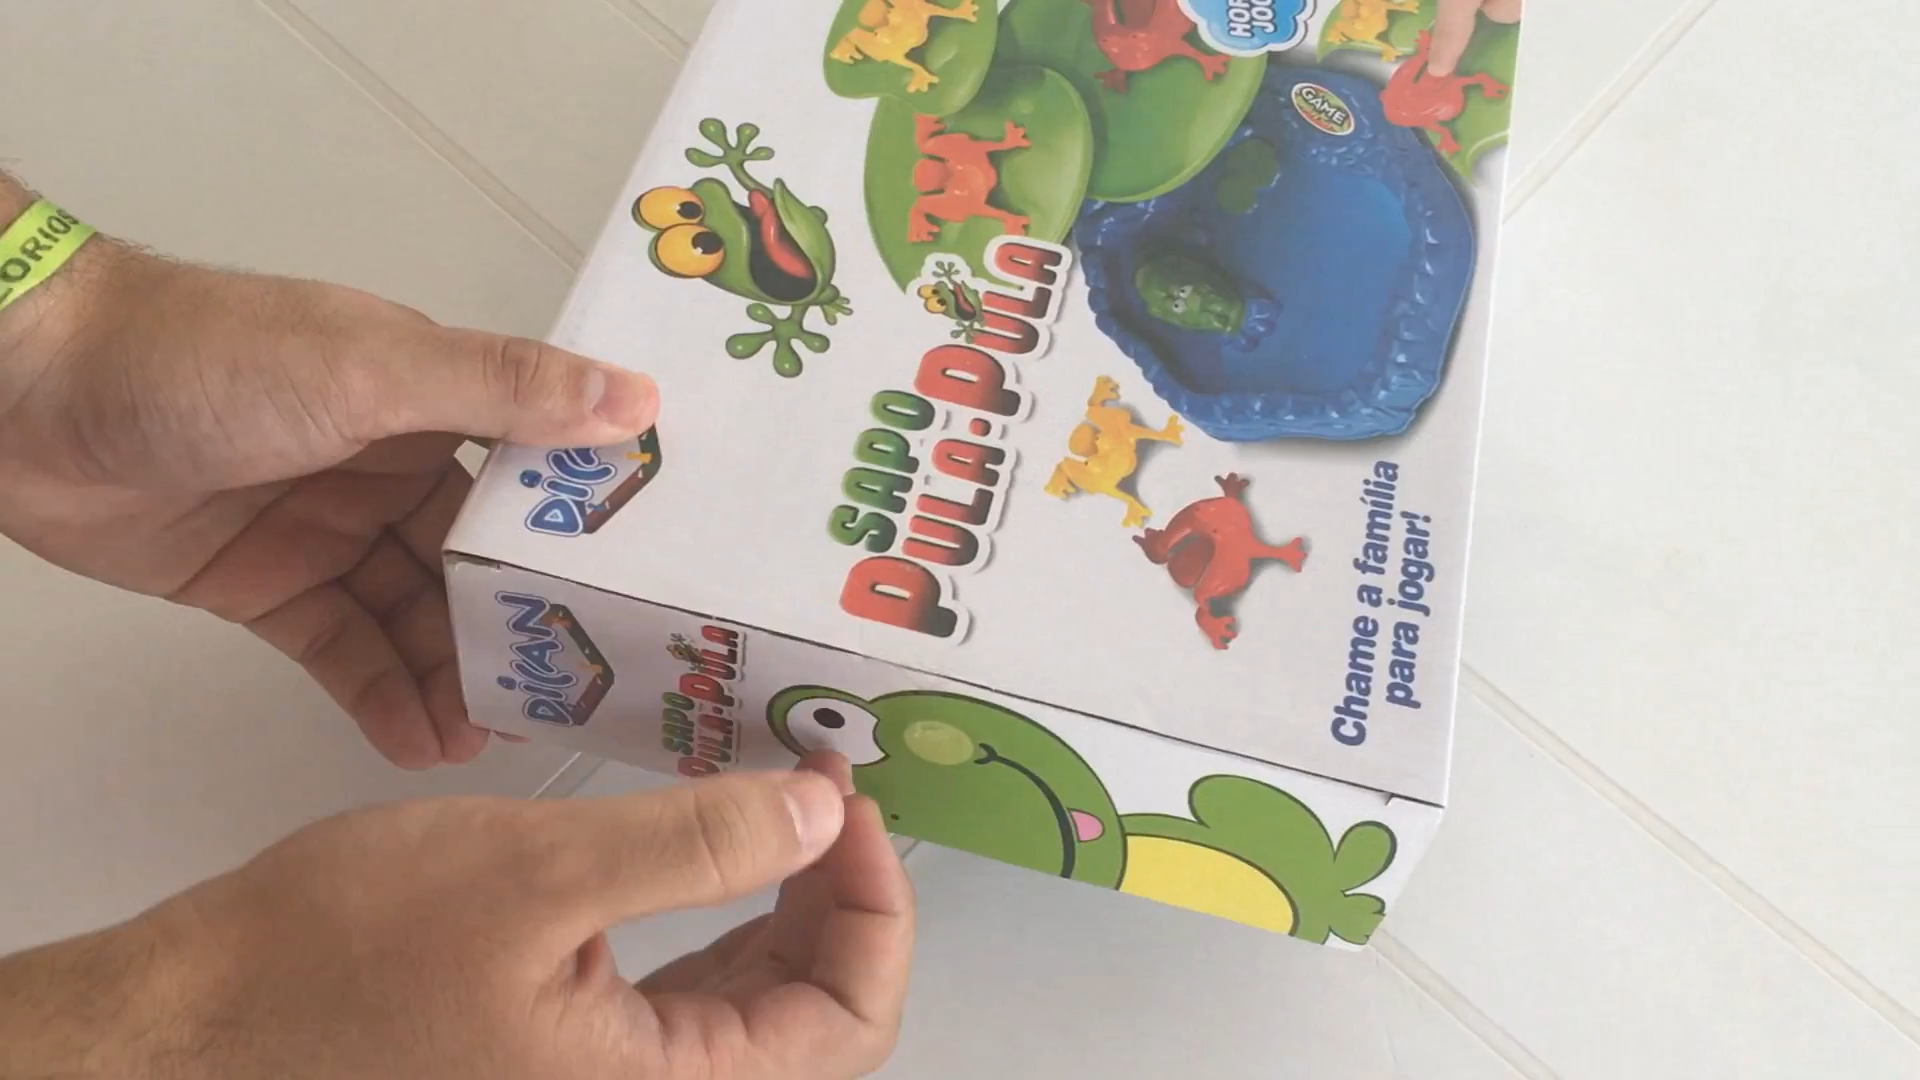 SAPO
PULA-PULA
Chame a família
para jogar!
GAME
DICAN
SAPO
PULA-PULA